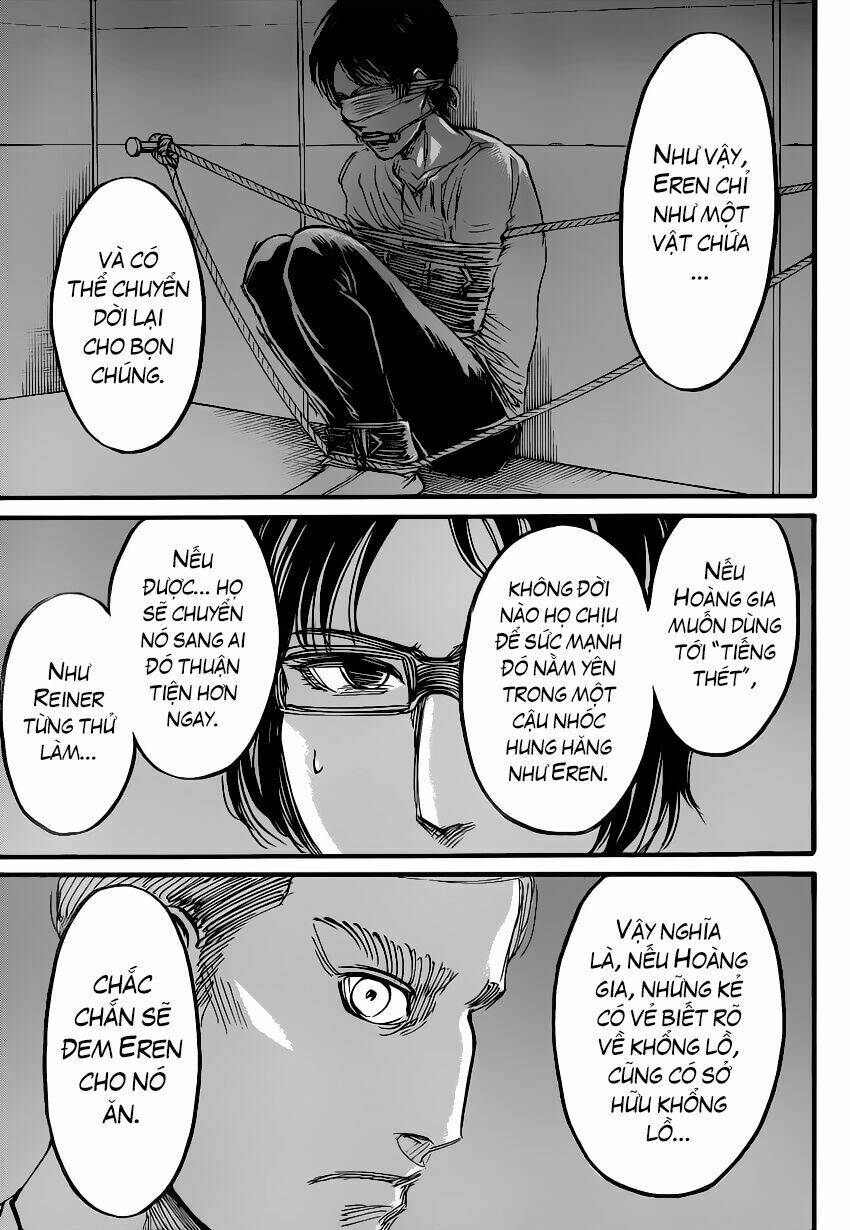 NHƯ VẬY,
EREN CHỈ
NHƯ MỘT
VẬT CHỨA
...
VÀ CÓ
THỂ CHUYỂN
DỜI LẠI
CHO BỌN
CHÚNG.
NẾU
HOÀNG GIA
MUỐN DÙNG
TỚI “TIẾNG
THÉT”,
KHÔNG ĐỜI
NÀO HỌ CHỊU
ĐỂ SỨC MẠNH
ĐÓ NẰM YÊN
TRONG MỘT
CẬU NHÓC
HUNG HĂNG
NHƯ EREN.
NẾU
ĐƯỢC... HỌ
SẼ CHUYỂN
NÓ SANG AI
ĐÓ THUẬN
TIỆN HƠN
NGAY.
NHƯ
REINER
TỪNG THỬ
LÀM...
VẬY NGHĨA
LÀ, NẾU HOÀNG
GIA, NHỮNG KẺ
CÓ VẺ BIẾT RÕ
VỀ KHỔNG LỒ,
CŨNG CÓ SỞ
HỮU KHỔNG
LỒ...
CHẮC
CHẮN SẼ
ĐEM EREN
CHO NÓ
ĂN.